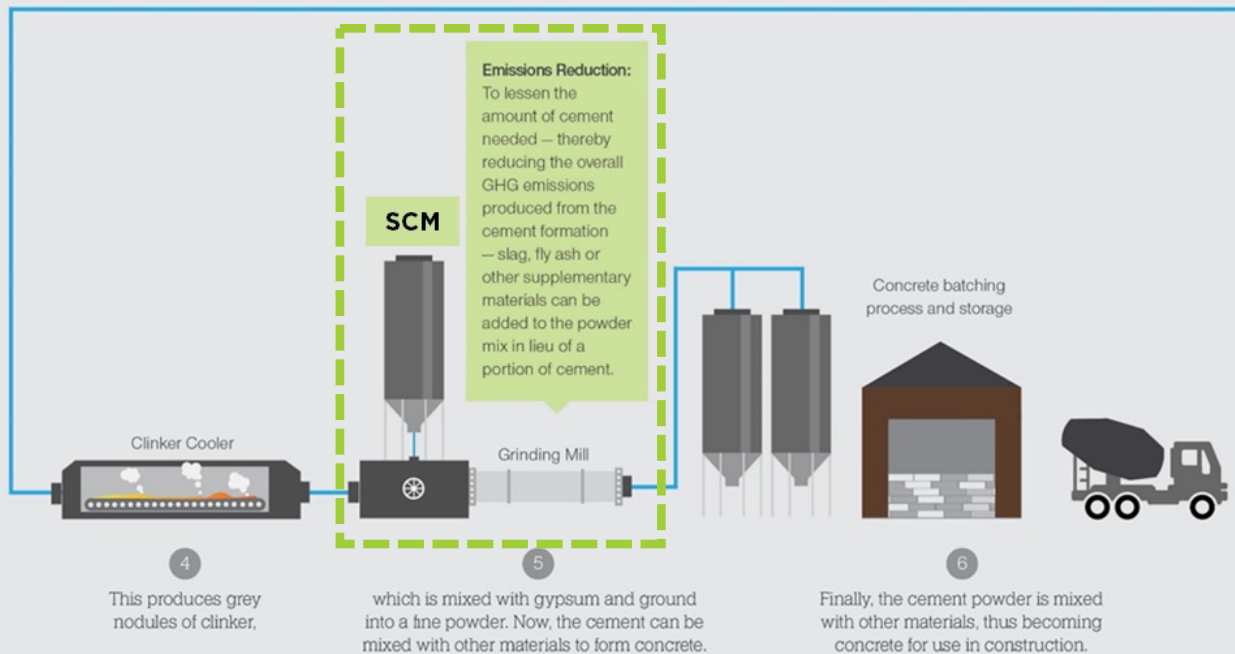 Emissions Reduction:
To lessen the
amount of cement
needed — thereby
reducing the overall
GHG emissions
produced from the
cement formation
— slag, fly ash or
other supplementary
materials can be
added to the powder
mix in lieu of a
portion of cement.
SCM
Concrete batching
process and storage
Clinker Cooler
Grinding Mill
4
This produces grey
nodules of clinker,
5
which is mixed with gypsum and ground
into a fine powder. Now, the cement can be
mixed with other materials to form concrete.
6
Finally, the cement powder is mixed
with other materials, thus becoming
concrete for use in construction.